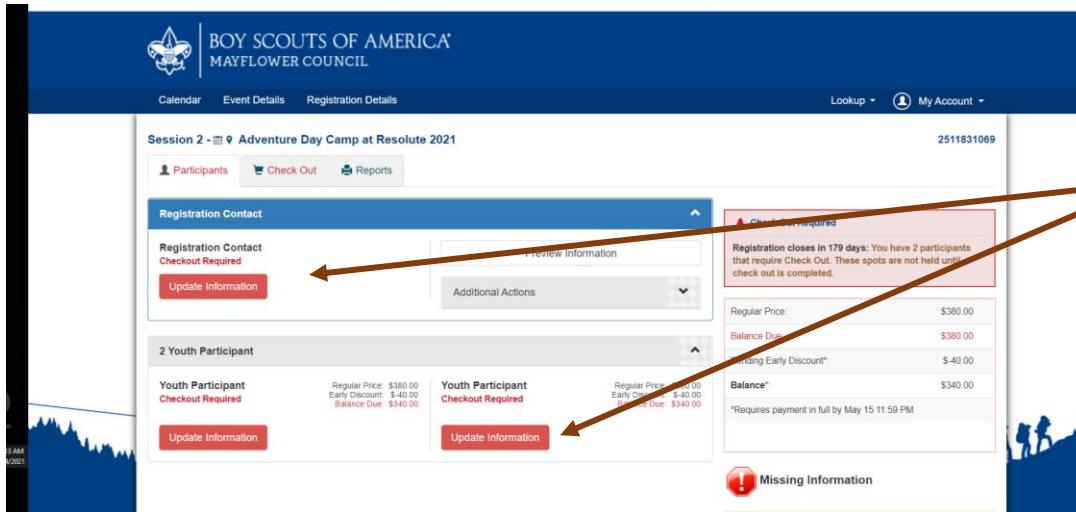 BOY SCOUTS OF AMERICA®
MAYFLOWER COUNCIL
Calendar Event Details Registration Details Lookup My Account
Session 2 - Adventure Day Camp at Resolute 2021 2511831069
Participants Check Out Reports
Registration Contact
Registration Contact
Checkout Required
Update Information
Preview Information
Additional Actions
2 Youth Participant
Youth Participant
Checkout Required
Regular Price: $380.00
Early Discount: $-40.00
Balance Due: $340.00
Update Information
Youth Participant
Checkout Required
Regular Price: $380.00
Early Discount: $-40.00
Balance Due: $340.00
Update Information
Check Out Required
Registration closes in 179 days: You have 2 participants
that require Check Out. These spots are not held until
check out is completed.
Regular Price: $380.00
Balance Due: $380.00
Pending Early Discount*: $-40.00
Balance*: $340.00
*Requires payment in full by May 15 11:59 PM
Missing Information